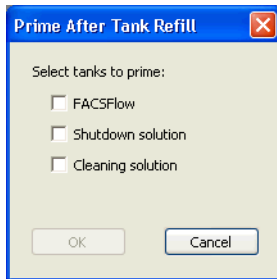 Prime After Tank Refill
Select tanks to prime:
FACSFlow
Shutdown solution
Cleaning solution
OK Cancel